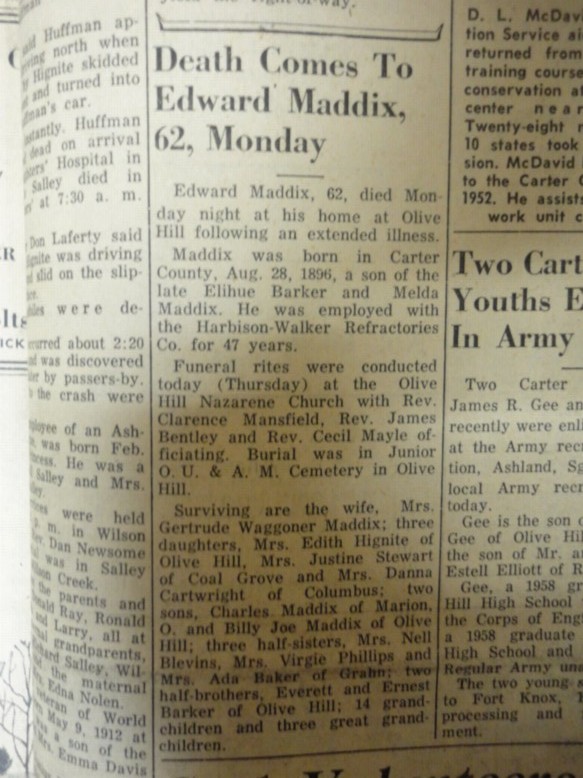 Huffman ap-
ving north when
Hignite skidded
and turned into
fman's car.
stantly. Huffman
dead on arrival
Hospital in
Salley died in
at 7:30 a. m.
Don Laferty said
ignite was driving
slid on the slip-
were de-
curred about 2:20
was discovered
by passers-by.
the crash were
ployee of an Ash-
was born Feb.
He was a
Salley and Mrs.
were held
p. m. in Wilson
Dan Newsome
was in Salley
Creek.
the parents and
Ray, Ronald
and Larry, all at
grandparents,
Salley, Wil-
the maternal
Edna Nolen.
of World
May 9, 1912 at
a son of the
Mrs. Emma Davis
Death Comes To
Edward Maddix,
62, Monday
Edward Maddix, 62, died Mon-
day night at his home at Olive
Hill following an extended illness.
Maddix was born in Carter
County, Aug. 28, 1896, a son of the
late Elihue Barker and Melda
Maddix. He was employed with
the Harbison-Walker Refractories
Co. for 47 years.
Funeral rites were conducted
today (Thursday) at the Olive
Hill Nazarene Church with Rev.
Clarence Mansfield, Rev. James
Bentley and Rev. Cecil Mayle of-
ficiating. Burial was in Junior
O. U. & A. M. Cemetery in Olive
Hill.
Surviving are the wife, Mrs.
Gertrude Waggoner Maddix; three
daughters, Mrs. Edith Hignite of
Olive Hill, Mrs. Justine Stewart
of Coal Grove and Mrs. Danna
Cartwright of Columbus; two
sons, Charles Maddix of Marion,
O. and Billy Joe Maddix of Olive
Hill; three half-sisters, Mrs. Nell
Blevins, Mrs. Virgie Phillips and
Mrs. Ada Baker of Grahn; two
half-brothers, Everett and Ernest
Barker of Olive Hill; 14 grand-
children and three great grand-
children.
D. L. McDav
tion Service ai
returned from
training course
conservation at
center near
Twenty-eight
10 states took
sion. McDavid
to the Carter
1952. He assists
work unit c
Two Cart
Youths E
In Army
Two Carter
James R. Gee an
recently were enli
at the Army recr
tion, Ashland, Sg
local Army recr
today.
Gee is the son
Gee of Olive Hil
the son of Mr. a
Estell Elliott of R
Gee, a 1958 gr
Hill High School
the Corps of Engi
a 1958 graduate
High School and
Regular Army una
The two young s
to Fort Knox,
processing and
ment.